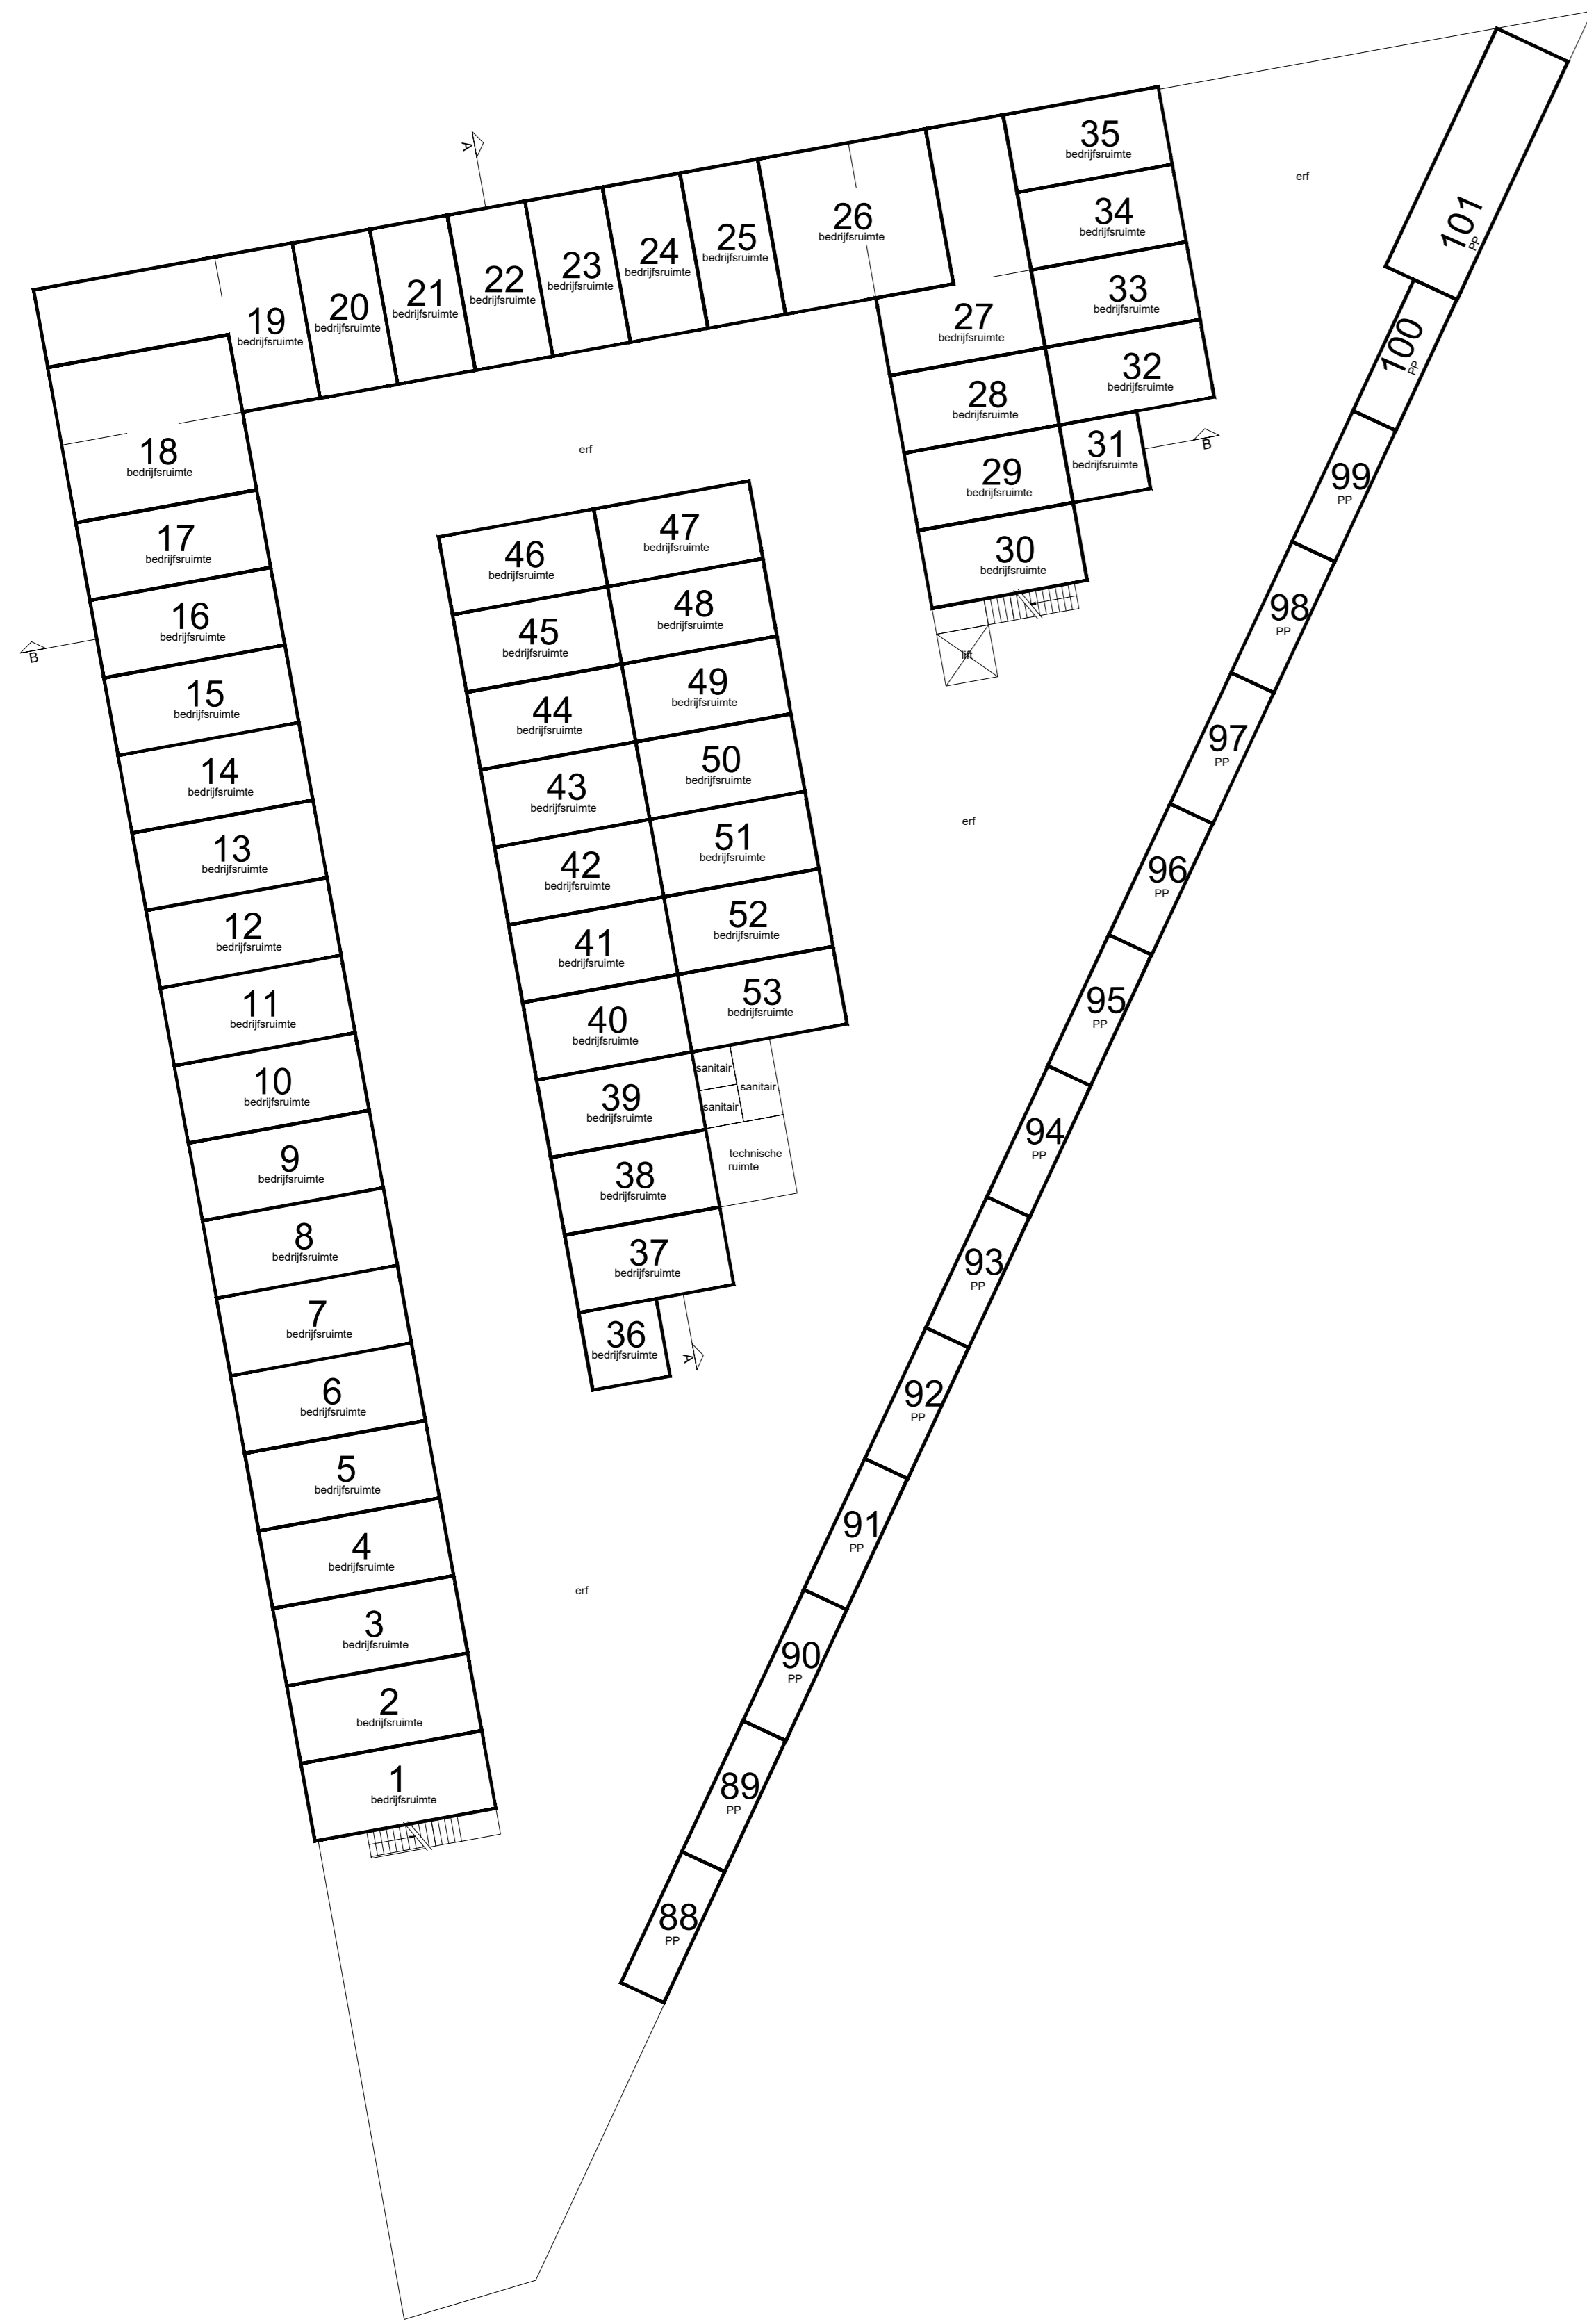 35
bedrijfsruimte
A
erf
34
bedrijfsruimte
101
PP
26
bedrijfsruimte
25
bedrijfsruimte
24
bedrijfsruimte
23
bedrijfsruimte
22
bedrijfsruimte
21
bedrijfsruimte
20
bedrijfsruimte
19
bedrijfsruimte
33
bedrijfsruimte
27
bedrijfsruimte
100
PP
32
bedrijfsruimte
28
bedrijfsruimte
18
bedrijfsruimte
erf
31
bedrijfsruimte
B
29
bedrijfsruimte
99
PP
17
bedrijfsruimte
46
bedrijfsruimte
47
bedrijfsruimte
30
bedrijfsruimte
16
bedrijfsruimte
B
45
bedrijfsruimte
48
bedrijfsruimte
98
PP
lift
15
bedrijfsruimte
44
bedrijfsruimte
49
bedrijfsruimte
97
PP
14
bedrijfsruimte
43
bedrijfsruimte
50
bedrijfsruimte
erf
13
bedrijfsruimte
42
bedrijfsruimte
51
bedrijfsruimte
96
PP
12
bedrijfsruimte
41
bedrijfsruimte
52
bedrijfsruimte
11
bedrijfsruimte
40
bedrijfsruimte
53
bedrijfsruimte
95
PP
10
bedrijfsruimte
39
bedrijfsruimte
sanitair
sanitair
sanitair
94
PP
9
bedrijfsruimte
38
bedrijfsruimte
technische
ruimte
8
bedrijfsruimte
37
bedrijfsruimte
93
PP
7
bedrijfsruimte
36
bedrijfsruimte
A
6
bedrijfsruimte
92
PP
5
bedrijfsruimte
91
PP
4
bedrijfsruimte
erf
3
bedrijfsruimte
90
PP
2
bedrijfsruimte
1
bedrijfsruimte
89
PP
88
PP